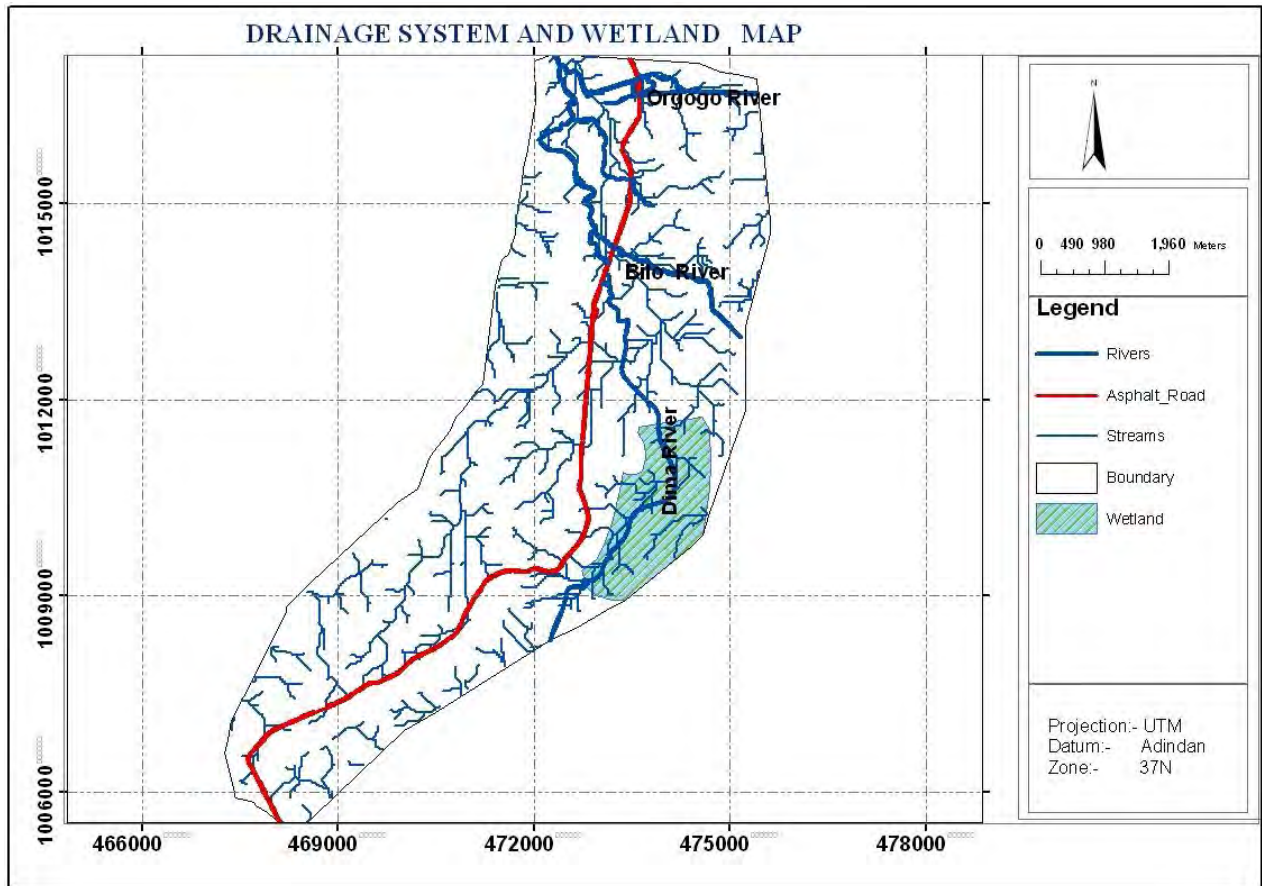 DRAINAGE SYSTEM AND WETLAND MAP
N
Orgogo River
Bilo River
Dima River
1015000
1012000
1009000
1006000
466000
469000
472000
475000
478000
0 490 980 1,960 Meters
Legend
Rivers
Asphalt_Road
Streams
Boundary
Wetland
Projection:- UTM
Datum:- Adindan
Zone:- 37N